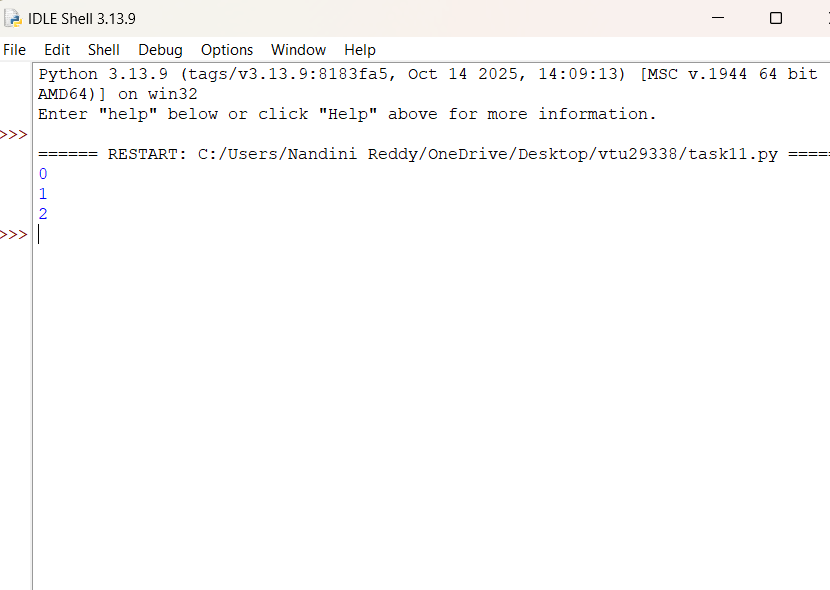 IDLE Shell 3.13.9
File Edit Shell Debug Options Window Help
Python 3.13.9 (tags/v3.13.9:8183fa5, Oct 14 2025, 14:09:13) [MSC v.1944 64 bit
AMD64)] on win32
Enter "help" below or click "Help" above for more information.
>>>
====== RESTART: C:/Users/Nandini Reddy/OneDrive/Desktop/vtu29338/task11.py =====
0
1
2
>>>